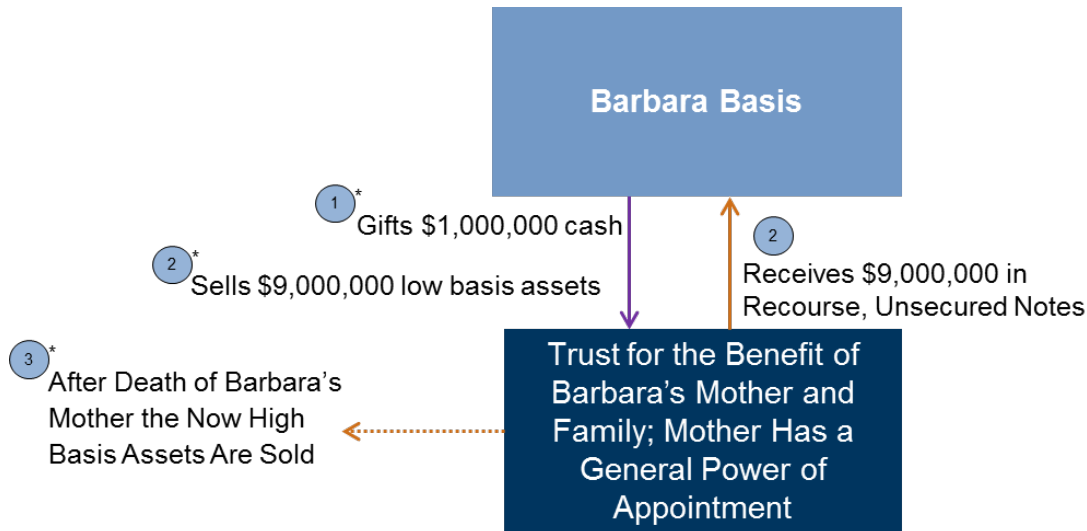 Barbara Basis
1 *
Gifts $1,000,000 cash
2 *
Sells $9,000,000 low basis assets
2
Receives $9,000,000 in
Recourse, Unsecured Notes
3 *
After Death of Barbara’s
Mother the Now High
Basis Assets Are Sold
Trust for the Benefit of
Barbara’s Mother and
Family; Mother Has a
General Power of
Appointment